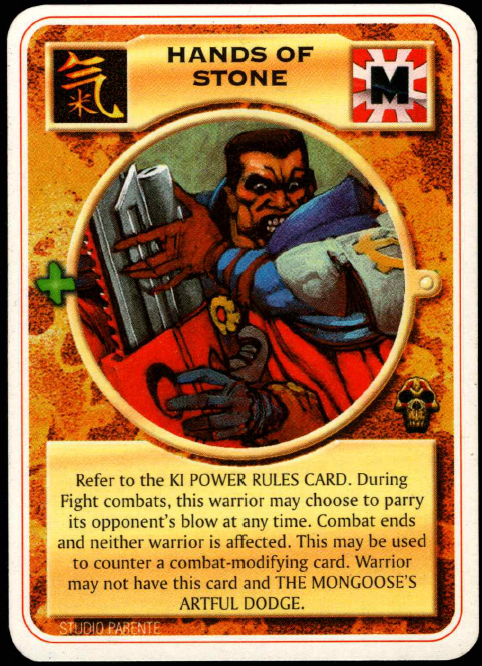 HANDS OF
STONE
気
M
Refer to the KI POWER RULES CARD. During
Fight combats, this warrior may choose to parry
its opponent's blow at any time. Combat ends
and neither warrior is affected. This may be used
to counter a combat-modifying card. Warrior
may not have this card and THE MONGOOSE'S
ARTFUL DODGE.
STUDIO PARENTE